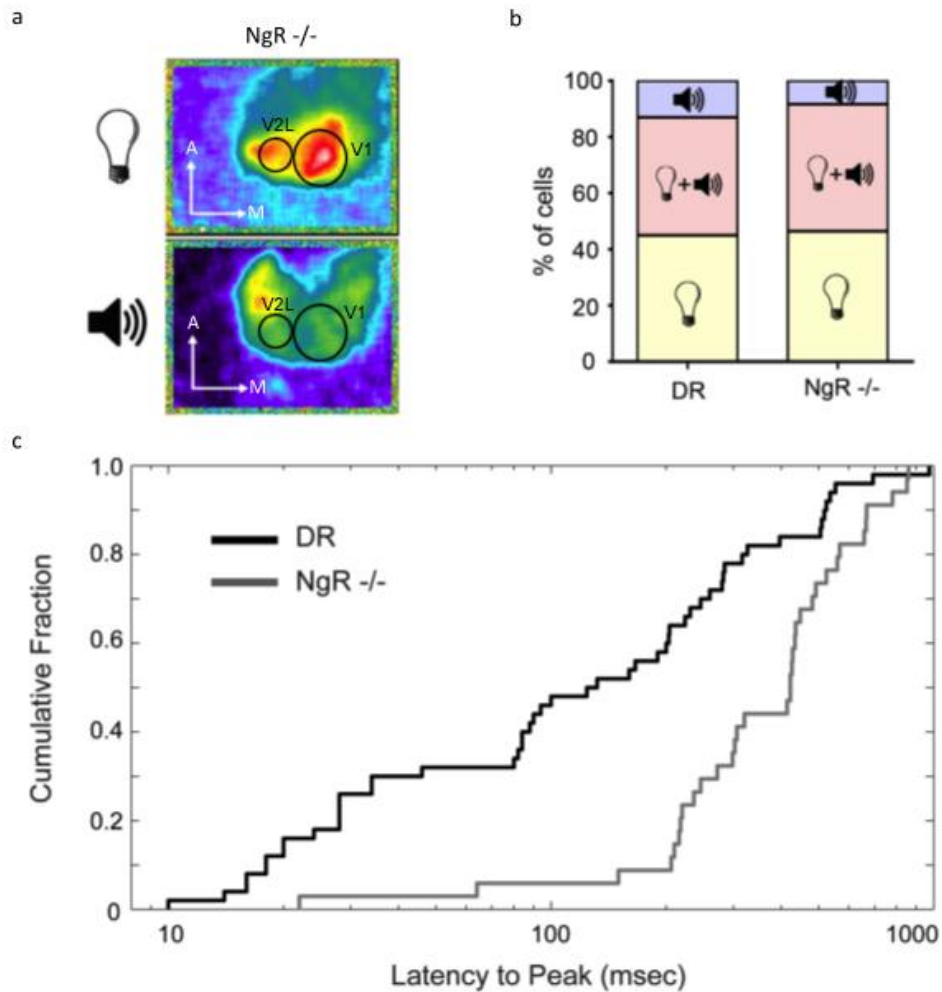 a
NgR -/-
V2L
V1
A
M
V2L
V1
A
M
b
% of cells
100
80
60
40
20
0
+
+
DR
NgR -/-
c
Cumulative Fraction
1.0
0.8
0.6
0.4
0.2
0
DR
NgR -/-
10
100
1000
Latency to Peak (msec)